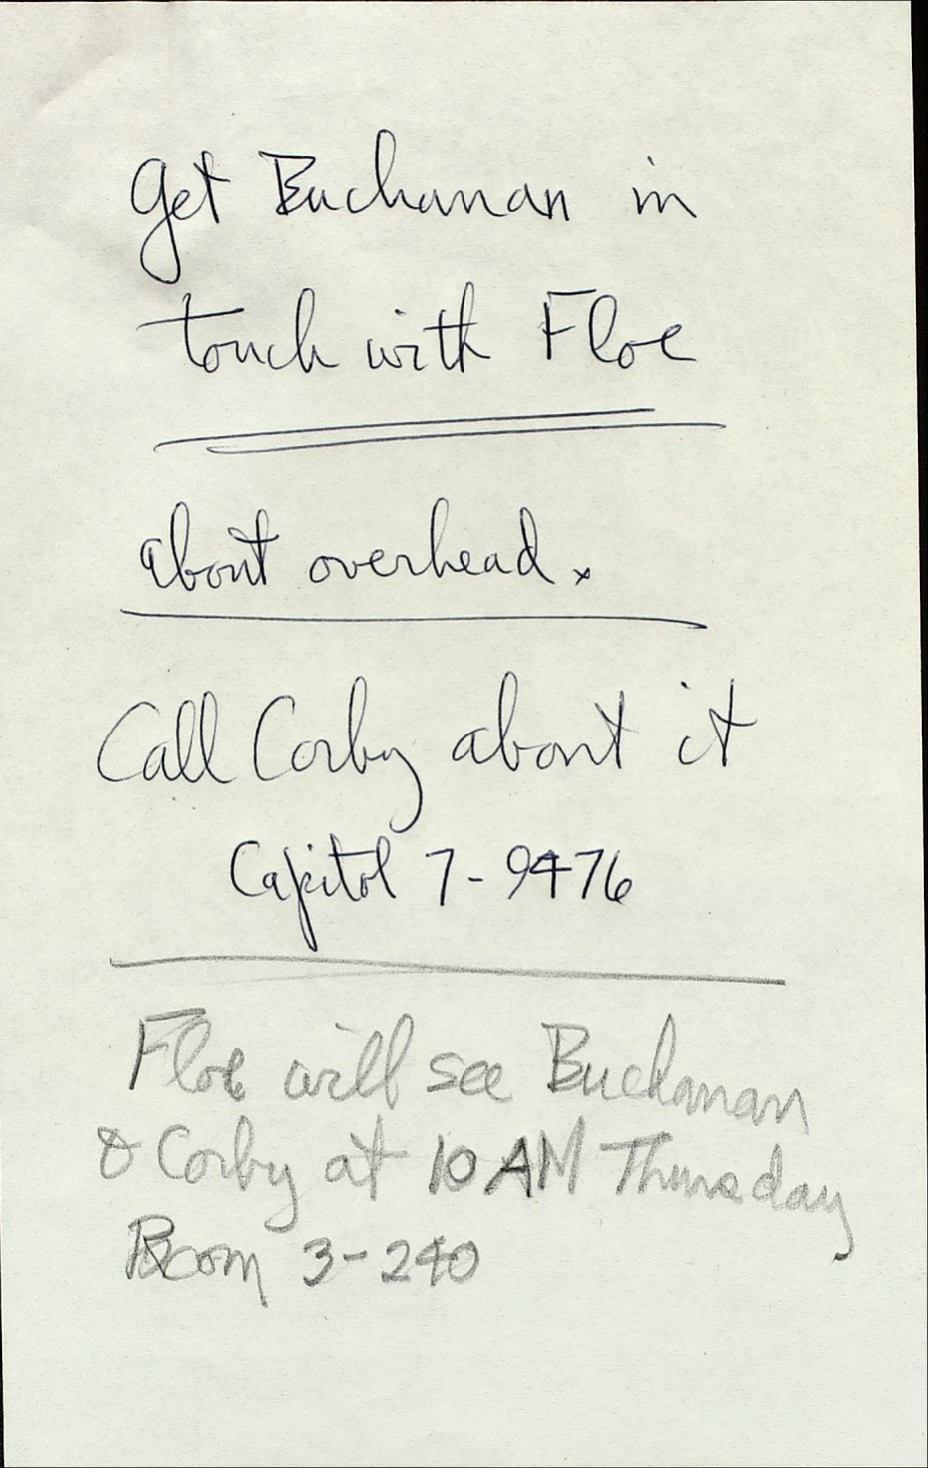 Get Buchanan in
touch with Floe
about overhead.
Call Corby about it
Capitol 7-9476
Floe will see Buchanan
& Corby at 10 AM Thursday
Room 3-240